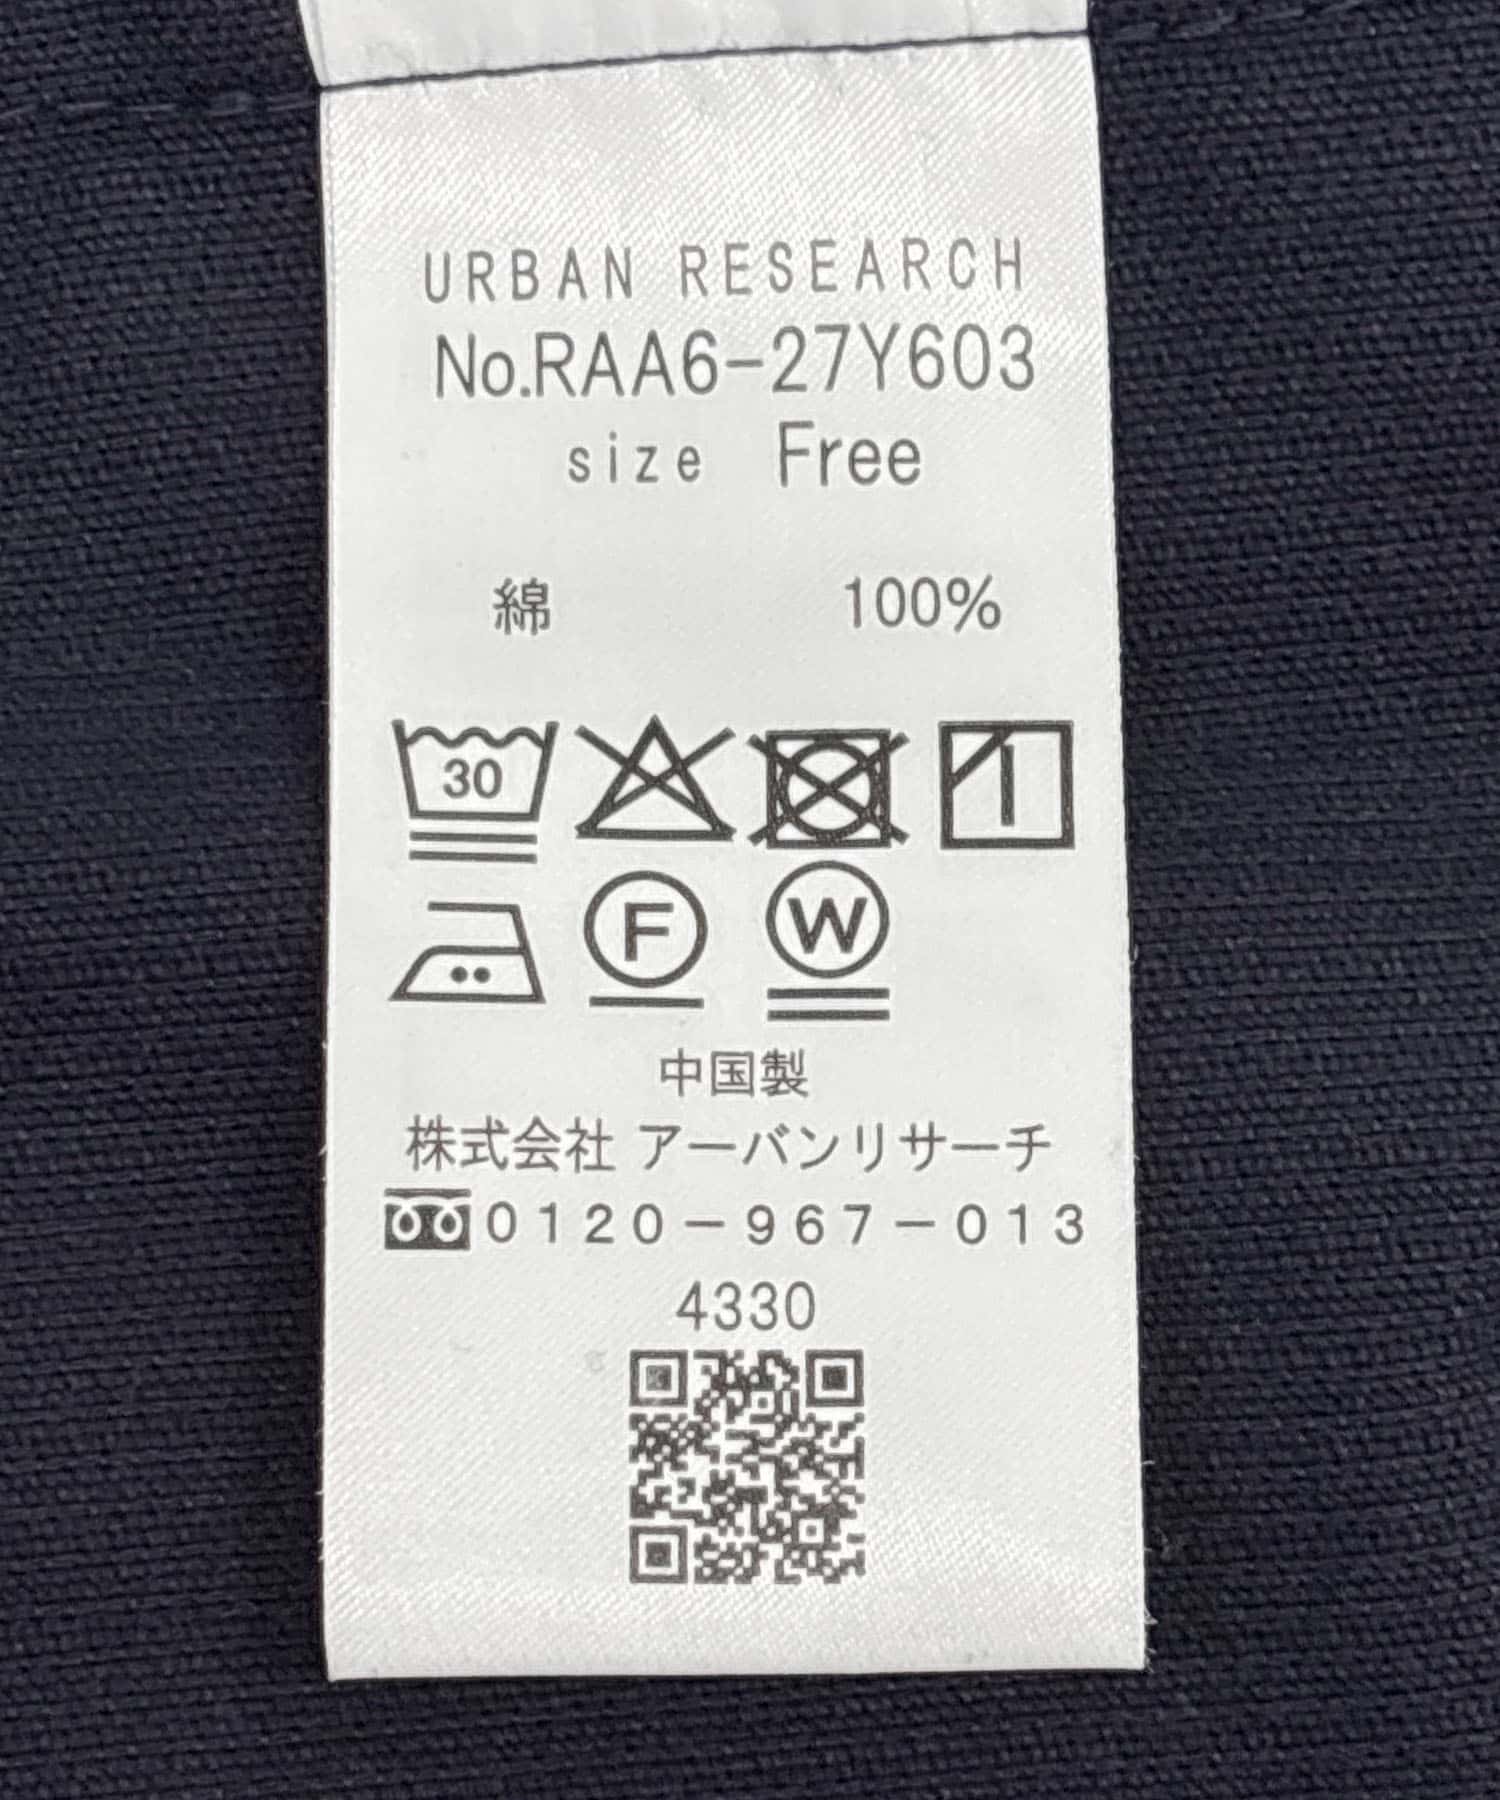 URBAN RESEARCH
No.RAA6-27Y603
size Free
綿 100%
30
F W
中国製
株式会社 アーバンリサーチ
0120-967-013
4330